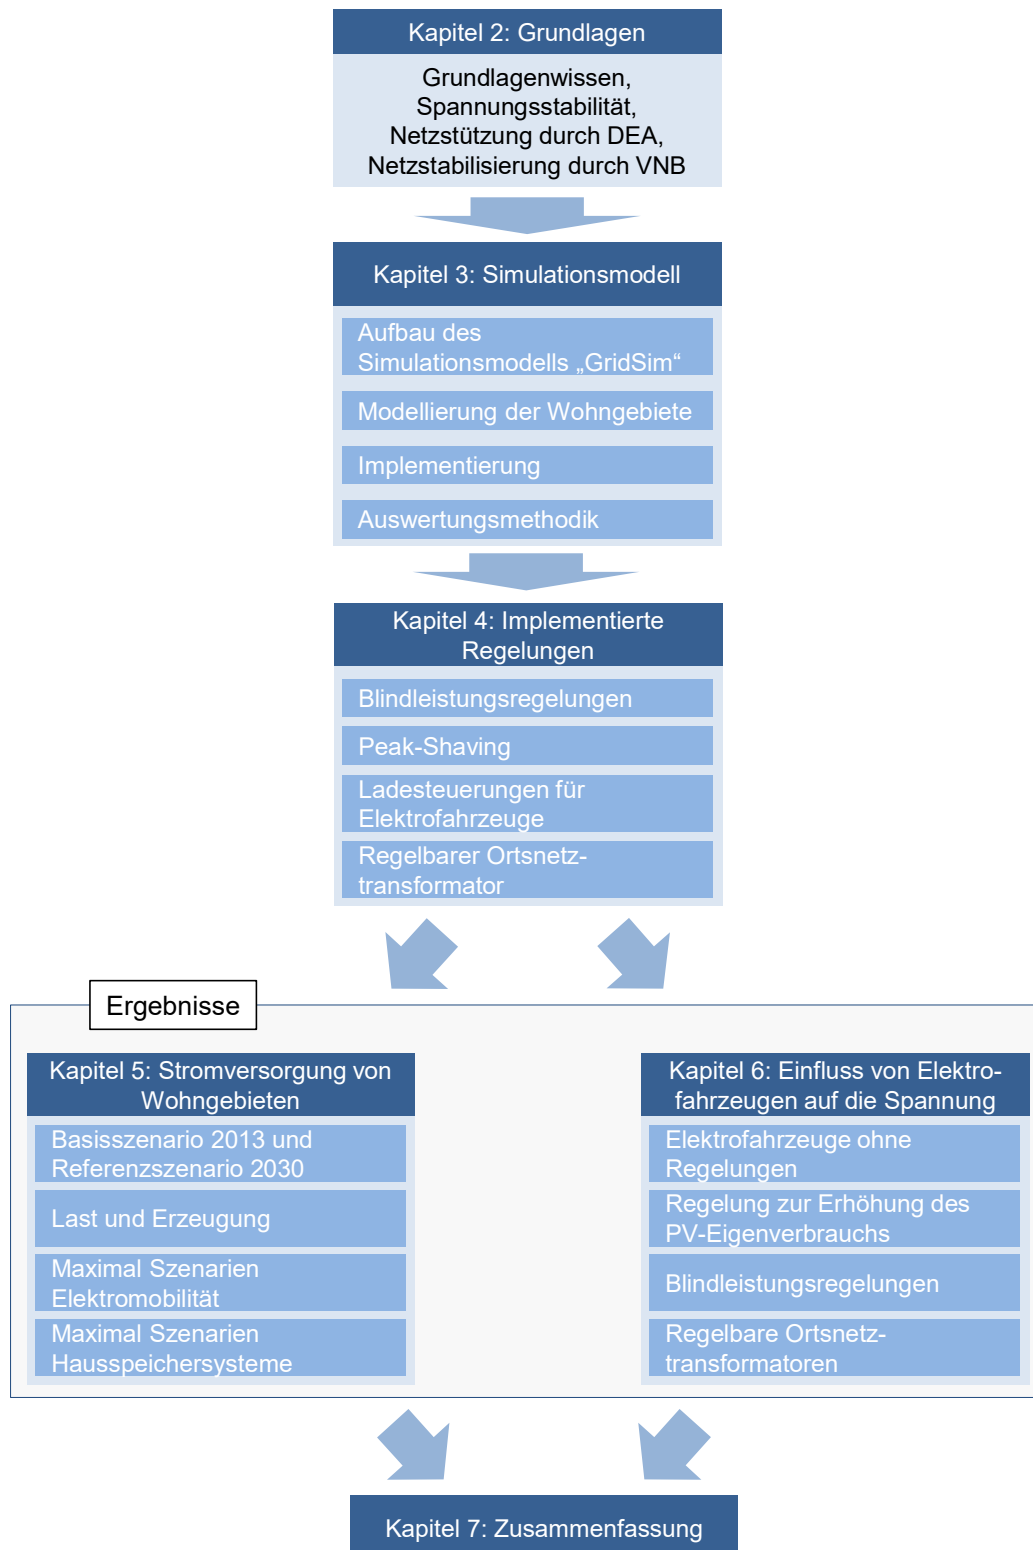 Kapitel 2: Grundlagen
Grundlagenwissen,
Spannungsstabilität,
Netzstützung durch DEA,
Netzstabilisierung durch VNB
Kapitel 3: Simulationsmodell
Aufbau des
Simulationsmodells „GridSim“
Modellierung der Wohngebiete
Implementierung
Auswertungsmethodik
Kapitel 4: Implementierte
Regelungen
Blindleistungsregelungen
Peak-Shaving
Ladesteuerungen für
Elektrofahrzeuge
Regelbarer Ortsnetz-
transformator
Ergebnisse
Kapitel 5: Stromversorgung von
Wohngebieten
Basisszenario 2013 und
Referenzszenario 2030
Last und Erzeugung
Maximal Szenarien
Elektromobilität
Maximal Szenarien
Hausspeichersysteme
Kapitel 6: Einfluss von Elektro-
fahrzeugen auf die Spannung
Elektrofahrzeuge ohne
Regelungen
Regelung zur Erhöhung des
PV-Eigenverbrauchs
Blindleistungsregelungen
Regelbare Ortsnetz-
transformatoren
Kapitel 7: Zusammenfassung